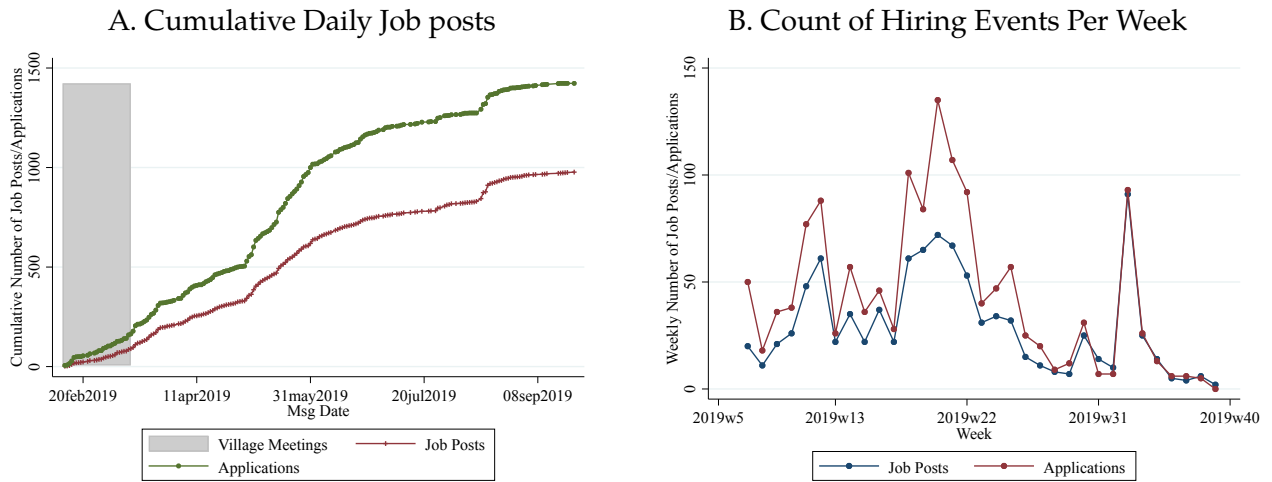 A. Cumulative Daily Job posts
Cumulative Number of Job Posts/Applications
1500
1000
500
0
20feb2019 11apr2019 31may2019 20jul2019 08sep2019
Msg Date
Village Meetings Job Posts
Applications
B. Count of Hiring Events Per Week
Weekly Number of Job Posts/Applications
150
100
50
0
2019w5 2019w13 2019w22 2019w31 2019w40
Week
Job Posts Applications